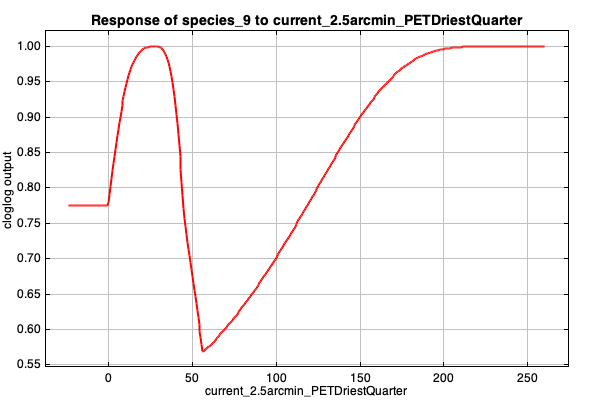 Response of species_9 to current_2.5arcmin_PETDriestQuarter
cloglog output
1.00
0.95
0.90
0.85
0.80
0.75
0.70
0.65
0.60
0.55
0 50 100 150 200 250
current_2.5arcmin_PETDriestQuarter